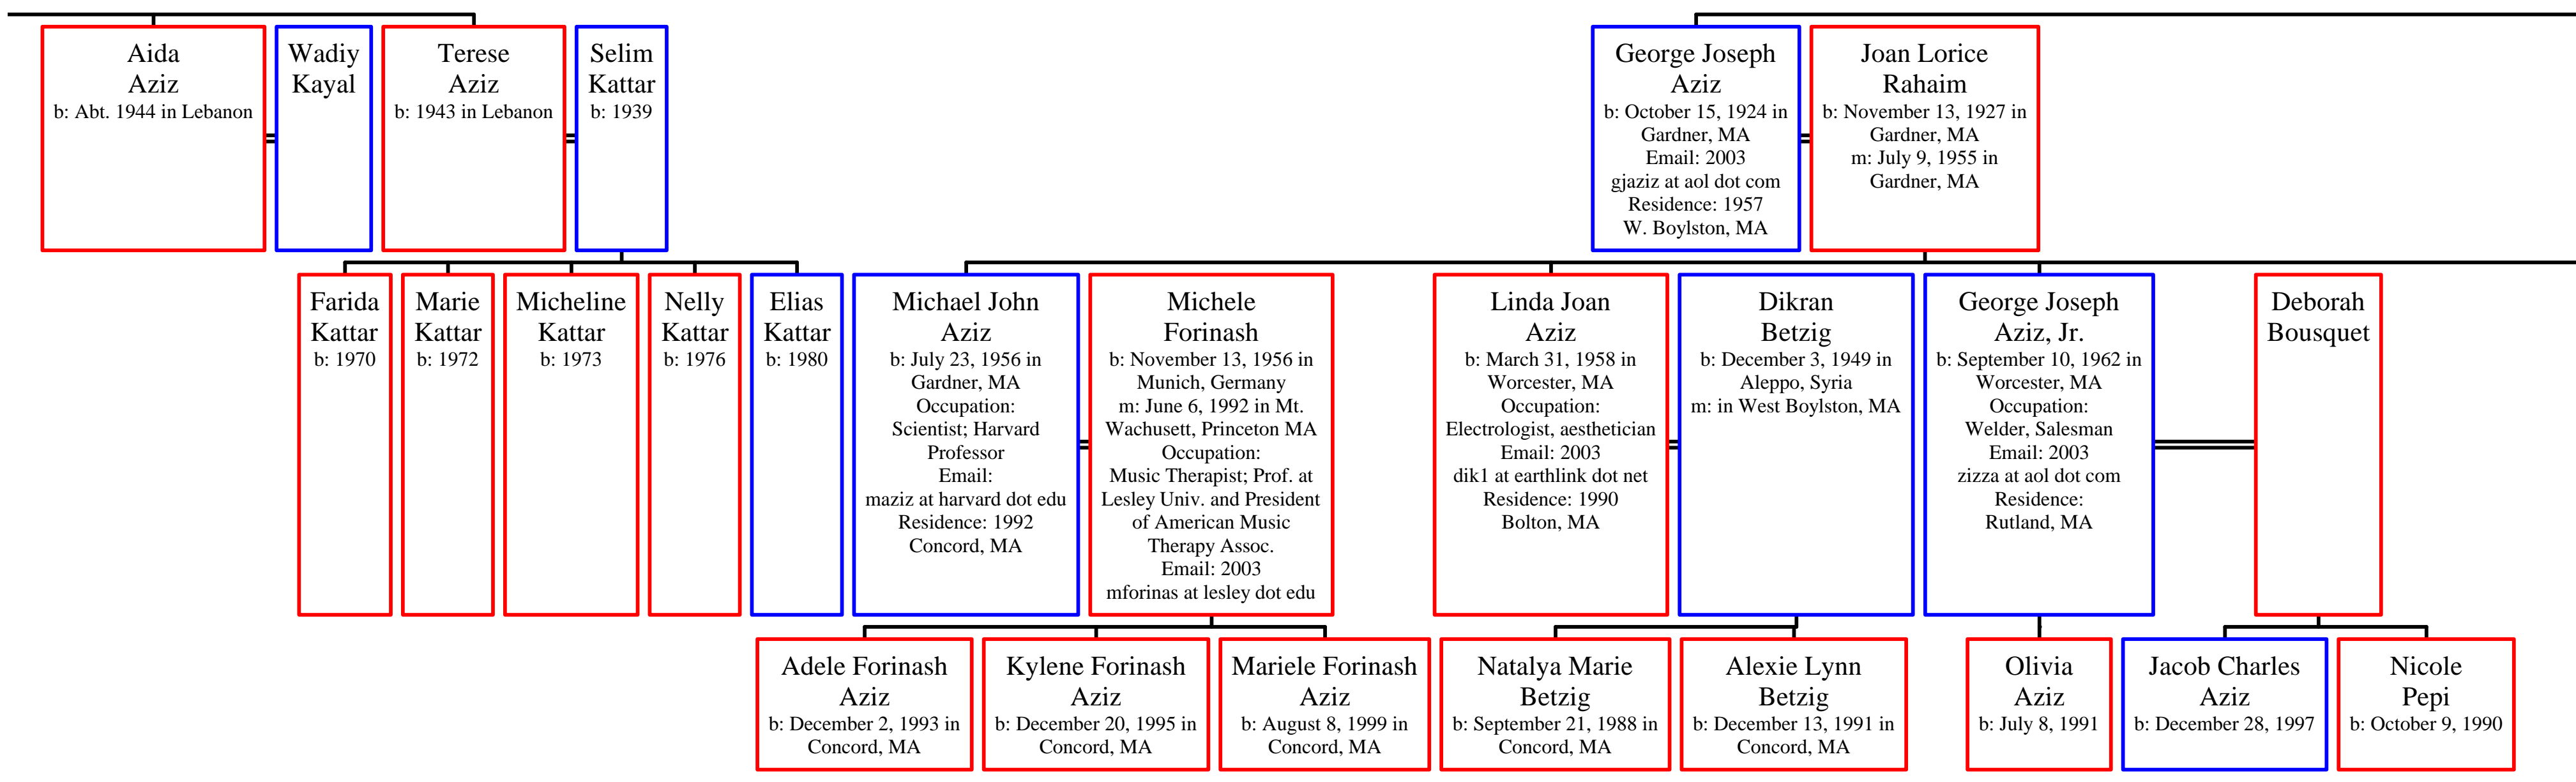 Aida
Aziz
b: Abt. 1944 in Lebanon
Wadiy
Kayal
Terese
Aziz
b: 1943 in Lebanon
Selim
Kattar
b: 1939
George Joseph
Aziz
b: October 15, 1924 in
Gardner, MA
Email: 2003
gjaziz at aol dot com
Residence: 1957
W. Boylston, MA
Joan Lorice
Rahaim
b: November 13, 1927 in
Gardner, MA
m: July 9, 1955 in
Gardner, MA
Farida
Kattar
b: 1970
Marie
Kattar
b: 1972
Micheline
Kattar
b: 1973
Nelly
Kattar
b: 1976
Elias
Kattar
b: 1980
Michael John
Aziz
b: July 23, 1956 in
Gardner, MA
Occupation:
Scientist; Harvard
Professor
Email:
maziz at harvard dot edu
Residence: 1992
Concord, MA
Michele
Forinash
b: November 13, 1956 in
Munich, Germany
m: June 6, 1992 in Mt.
Wachusett, Princeton MA
Occupation:
Music Therapist; Prof. at
Lesley Univ. and President
of American Music
Therapy Assoc.
Email: 2003
mforinas at lesley dot edu
Linda Joan
Aziz
b: March 31, 1958 in
Worcester, MA
Occupation:
Electrologist, aesthetician
Email: 2003
dik1 at earthlink dot net
Residence: 1990
Bolton, MA
Dikran
Betzig
b: December 3, 1949 in
Aleppo, Syria
m: in West Boylston, MA
George Joseph
Aziz, Jr.
b: September 10, 1962 in
Worcester, MA
Occupation:
Welder, Salesman
Email: 2003
zizza at aol dot com
Residence:
Rutland, MA
Deborah
Bousquet
Adele Forinash
Aziz
b: December 2, 1993 in
Concord, MA
Kylene Forinash
Aziz
b: December 20, 1995 in
Concord, MA
Mariele Forinash
Aziz
b: August 8, 1999 in
Concord, MA
Natalya Marie
Betzig
b: September 21, 1988 in
Concord, MA
Alexie Lynn
Betzig
b: December 13, 1991 in
Concord, MA
Olivia
Aziz
b: July 8, 1991
Jacob Charles
Aziz
b: December 28, 1997
Nicole
Pepi
b: October 9, 1990